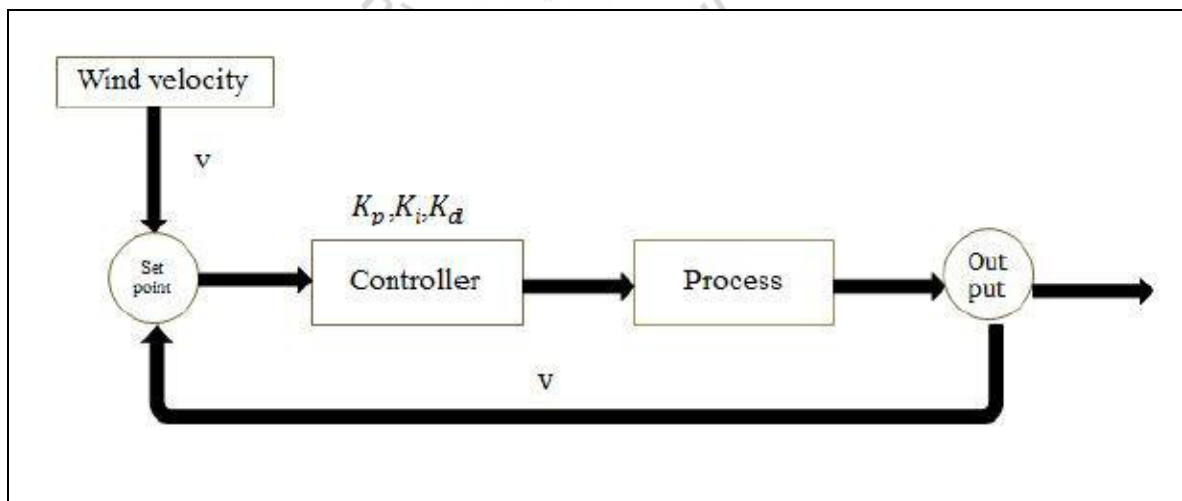 Wind velocity
v
K_p,K_i,K_d
Set
point
Controller
Process
Out
put
v